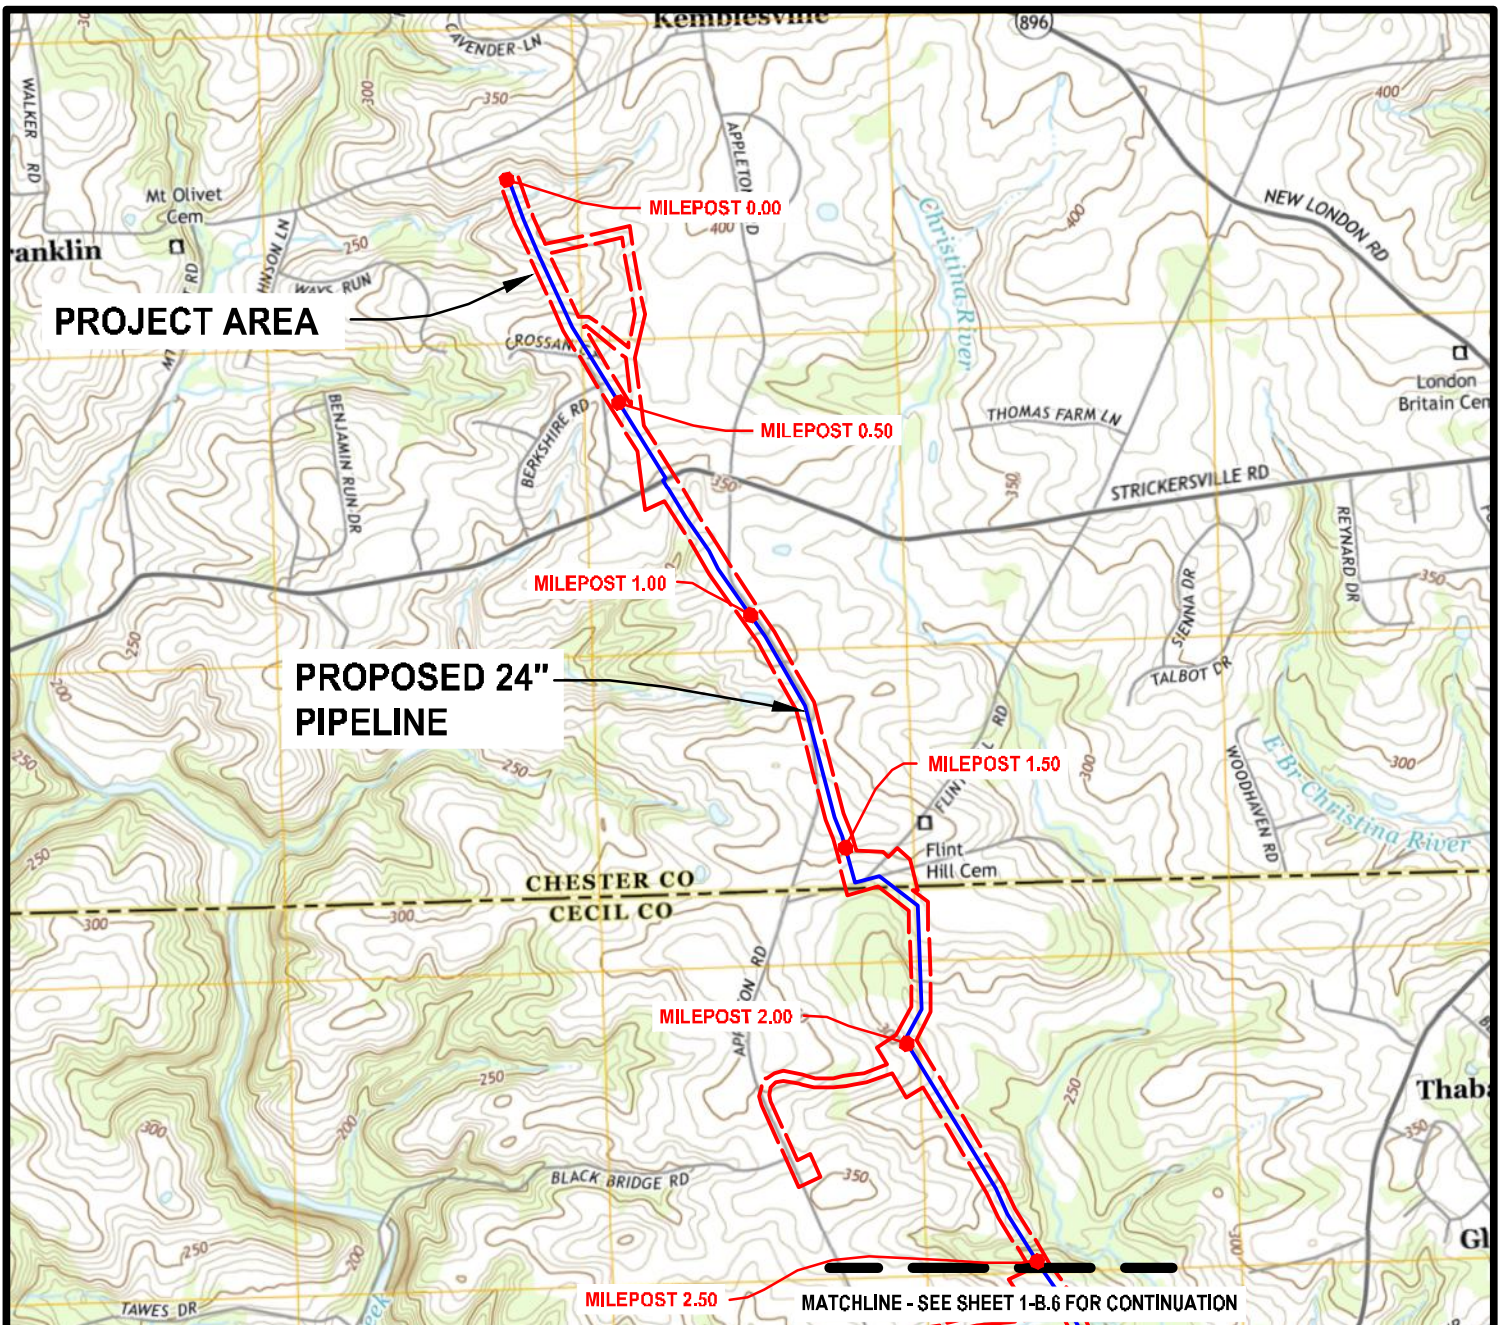 Kemblesville
896
CAVENDER LN
300
350
400
WALKER RD
APPLETON RD
Mt Olivet
Cem
MILEPOST 0.00
400
400
NEW LONDON RD
Christina River
250
WAYS RUN
PROJECT AREA
CROSSAN
London
Britain Cem
BENJAMIN RUN DR
BERKSHIRE RD
MILEPOST 0.50
THOMAS FARM LN
350
350
STRICKERSVILLE RD
REYNARD DR
350
MILEPOST 1.00
SIENNA DR
TALBOT DR
250
200
PROPOSED 24"
PIPELINE
RD
250
250
MILEPOST 1.50
300
300
WOODHAVEN RD
E Br Christina River
250
Flint
Hill Cem
CHESTER CO
CECIL CO
300
300
RD
MILEPOST 2.00
250
250
300
200
350
350
BLACK BRIDGE RD
250
200
300
MILEPOST 2.50
MATCHLINE - SEE SHEET 1-B.6 FOR CONTINUATION
TAWES DR